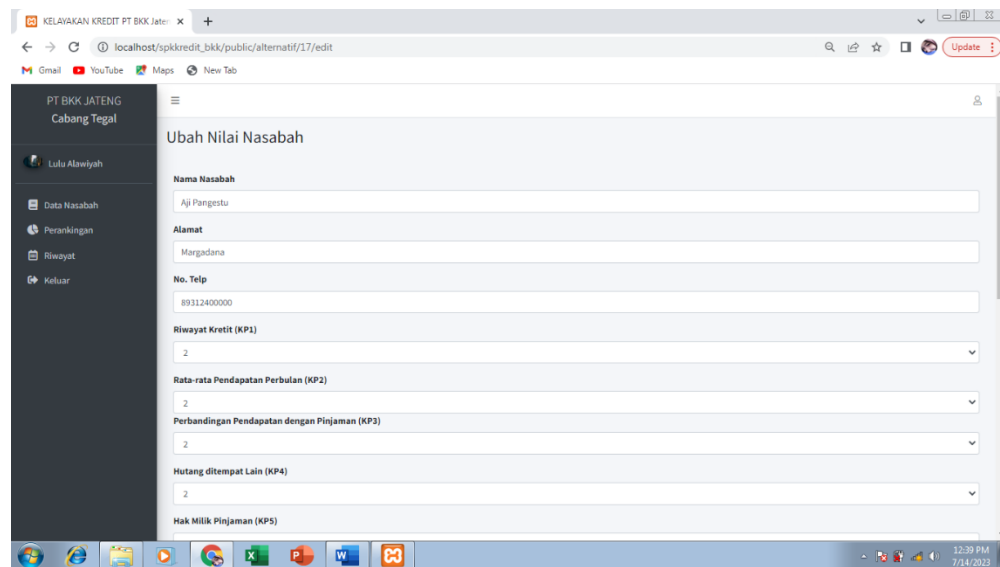 KELAYAKAN KREDIT PT BKK Jater
localhost/spkkredit_bkk/public/alternatif/17/edit
Update
Gmail YouTube Maps New Tab
PT BKK JATENG
Cabang Tegal
Lulu Alawiyah
Data Nasabah
Perankingan
Riwayat
Keluar
Ubah Nilai Nasabah
Nama Nasabah
Aji Pangestu
Alamat
Margadana
No. Telp
89312400000
Riwayat Kretit (KP1)
2
Rata-rata Pendapatan Perbulan (KP2)
2
Perbandingan Pendapatan dengan Pinjaman (KP3)
2
Hutang ditempat Lain (KP4)
2
Hak Milik Pinjaman (KP5)
12:39 PM
7/14/2023